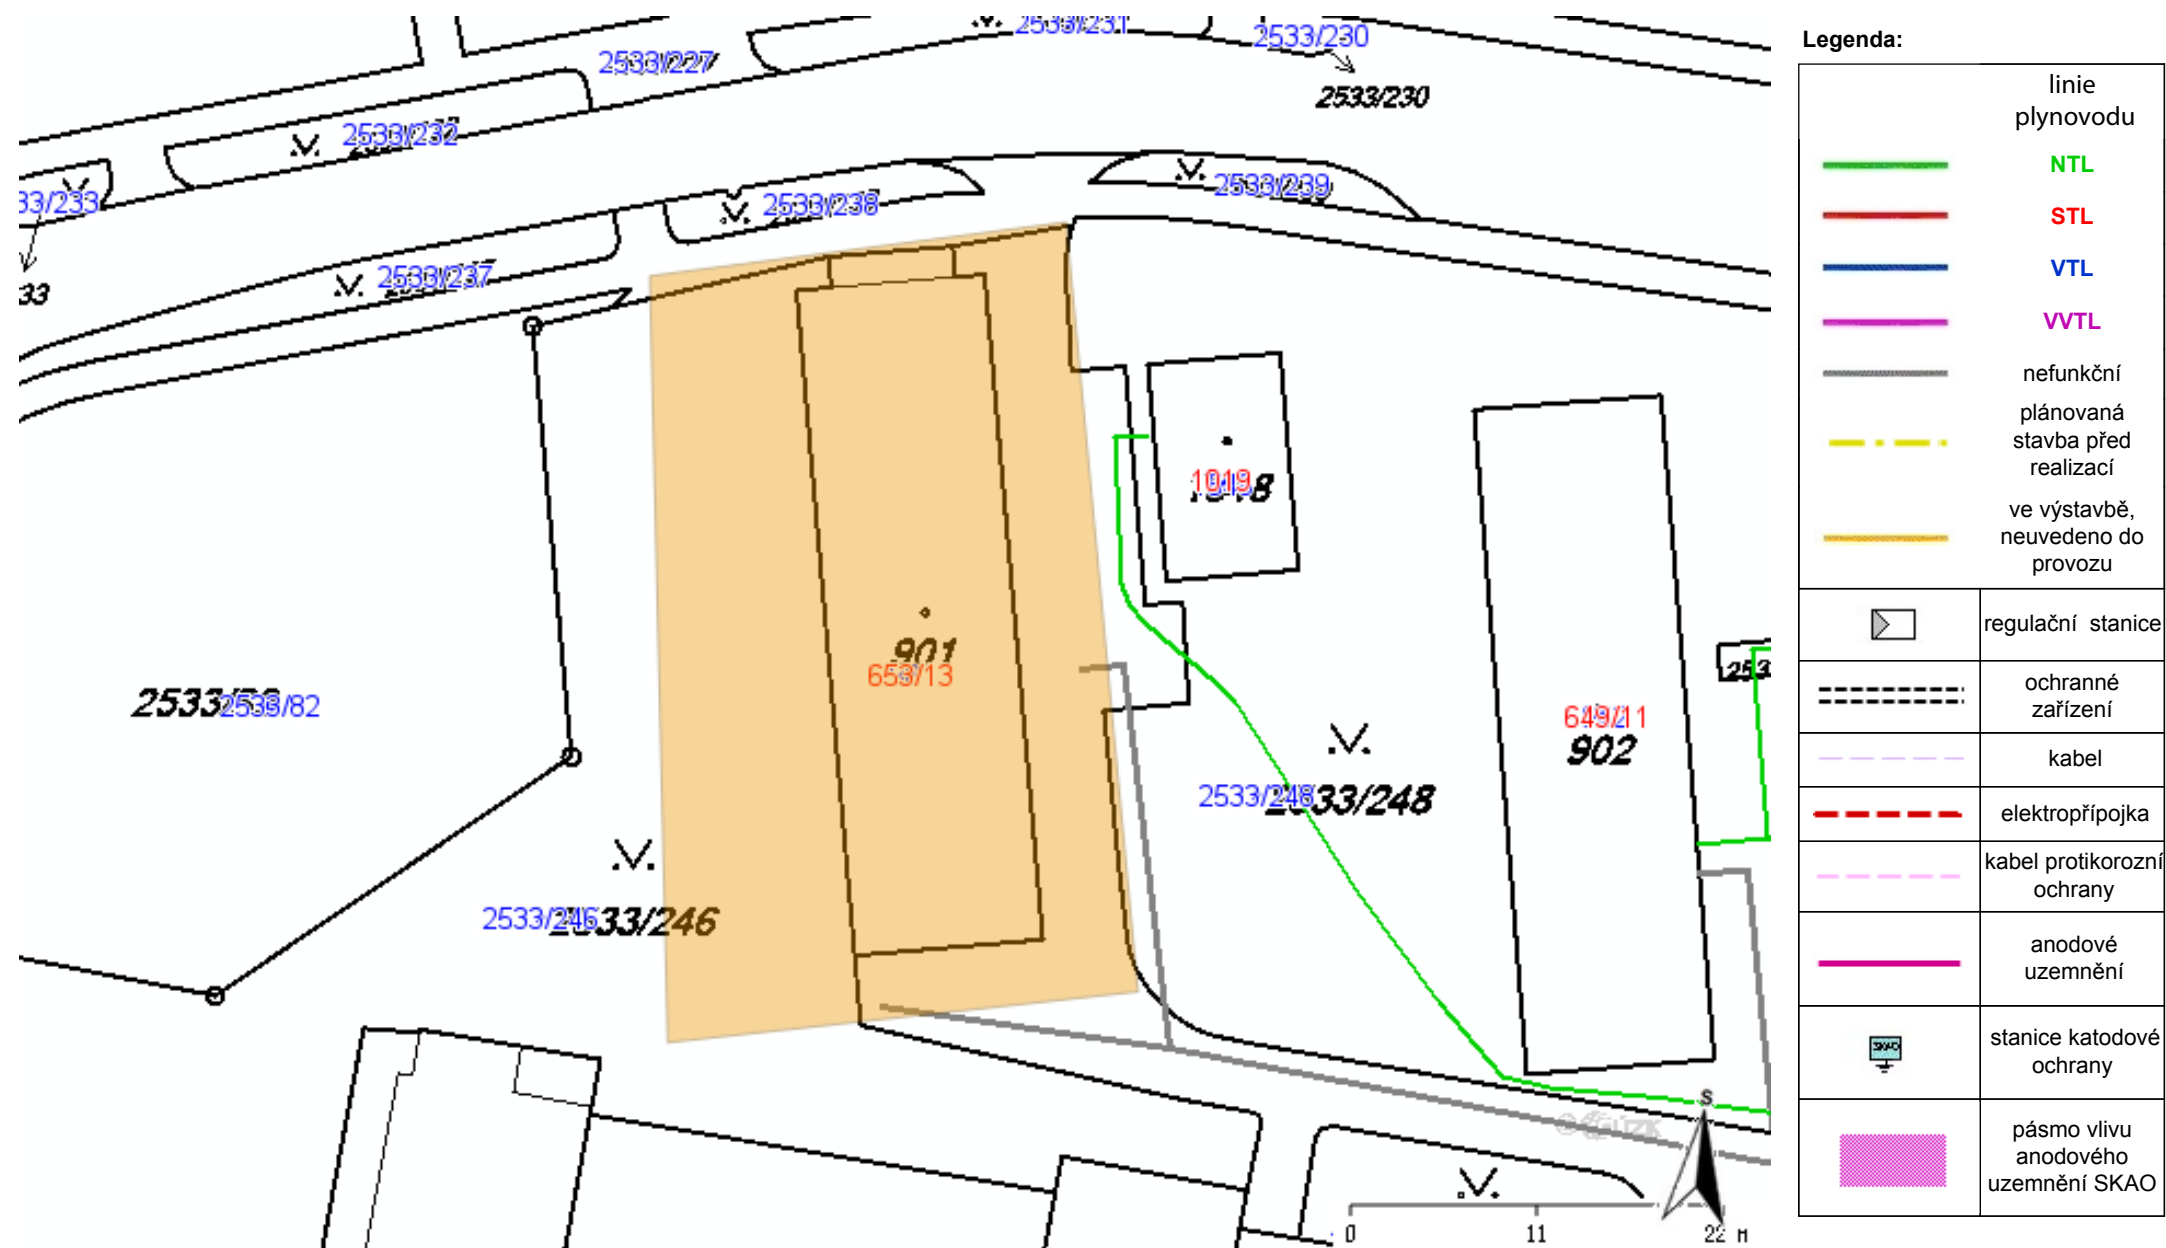 2533/231
2533/230
2533/227
2533/230
2533/232
2533/239
33/233
2533/238
2533/237
33
1019
901
653/13
2533/82
649/11
902
2533/248
2533/246
0 11 22 M
S
Legenda:
linie
plynovodu
NTL
STL
VTL
VVTL
nefunkční
plánovaná
stavba před
realizací
ve výstavbě,
neuvedeno do
provozu
regulační stanice
ochranné
zařízení
kabel
elektropřípojka
kabel protikorozní
ochrany
anodové
uzemnění
SKAO
stanice katodové
ochrany
pásmo vlivu
anodového
uzemnění SKAO